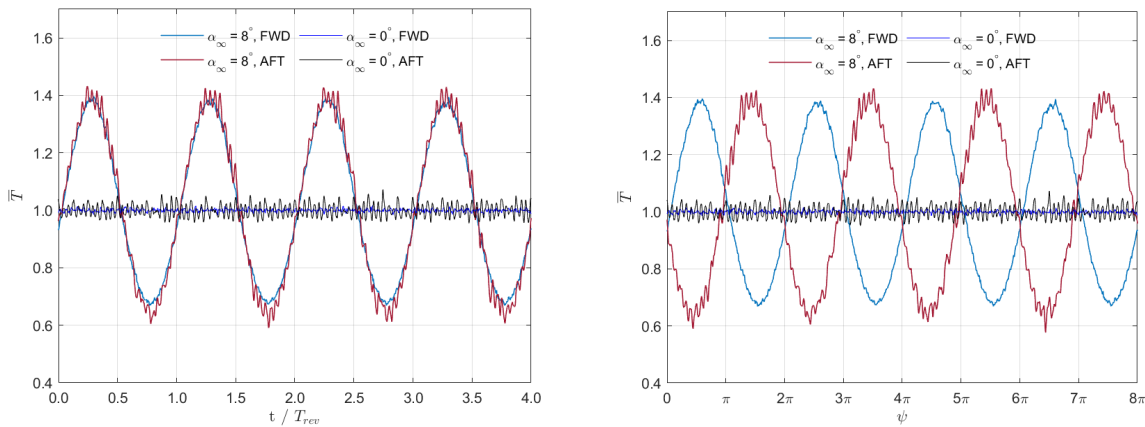 1.6
1.4
1.2
1.0
0.8
0.6
0.4
T̅
α∞ = 8°, FWD
α∞ = 0°, FWD
α∞ = 8°, AFT
α∞ = 0°, AFT
0.0 0.5 1.0 1.5 2.0 2.5 3.0 3.5 4.0
t / T_rev
1.6
1.4
1.2
1.0
0.8
0.6
0.4
T̅
α∞ = 8°, FWD
α∞ = 0°, FWD
α∞ = 8°, AFT
α∞ = 0°, AFT
0 π 2π 3π 4π 5π 6π 7π 8π
ψ